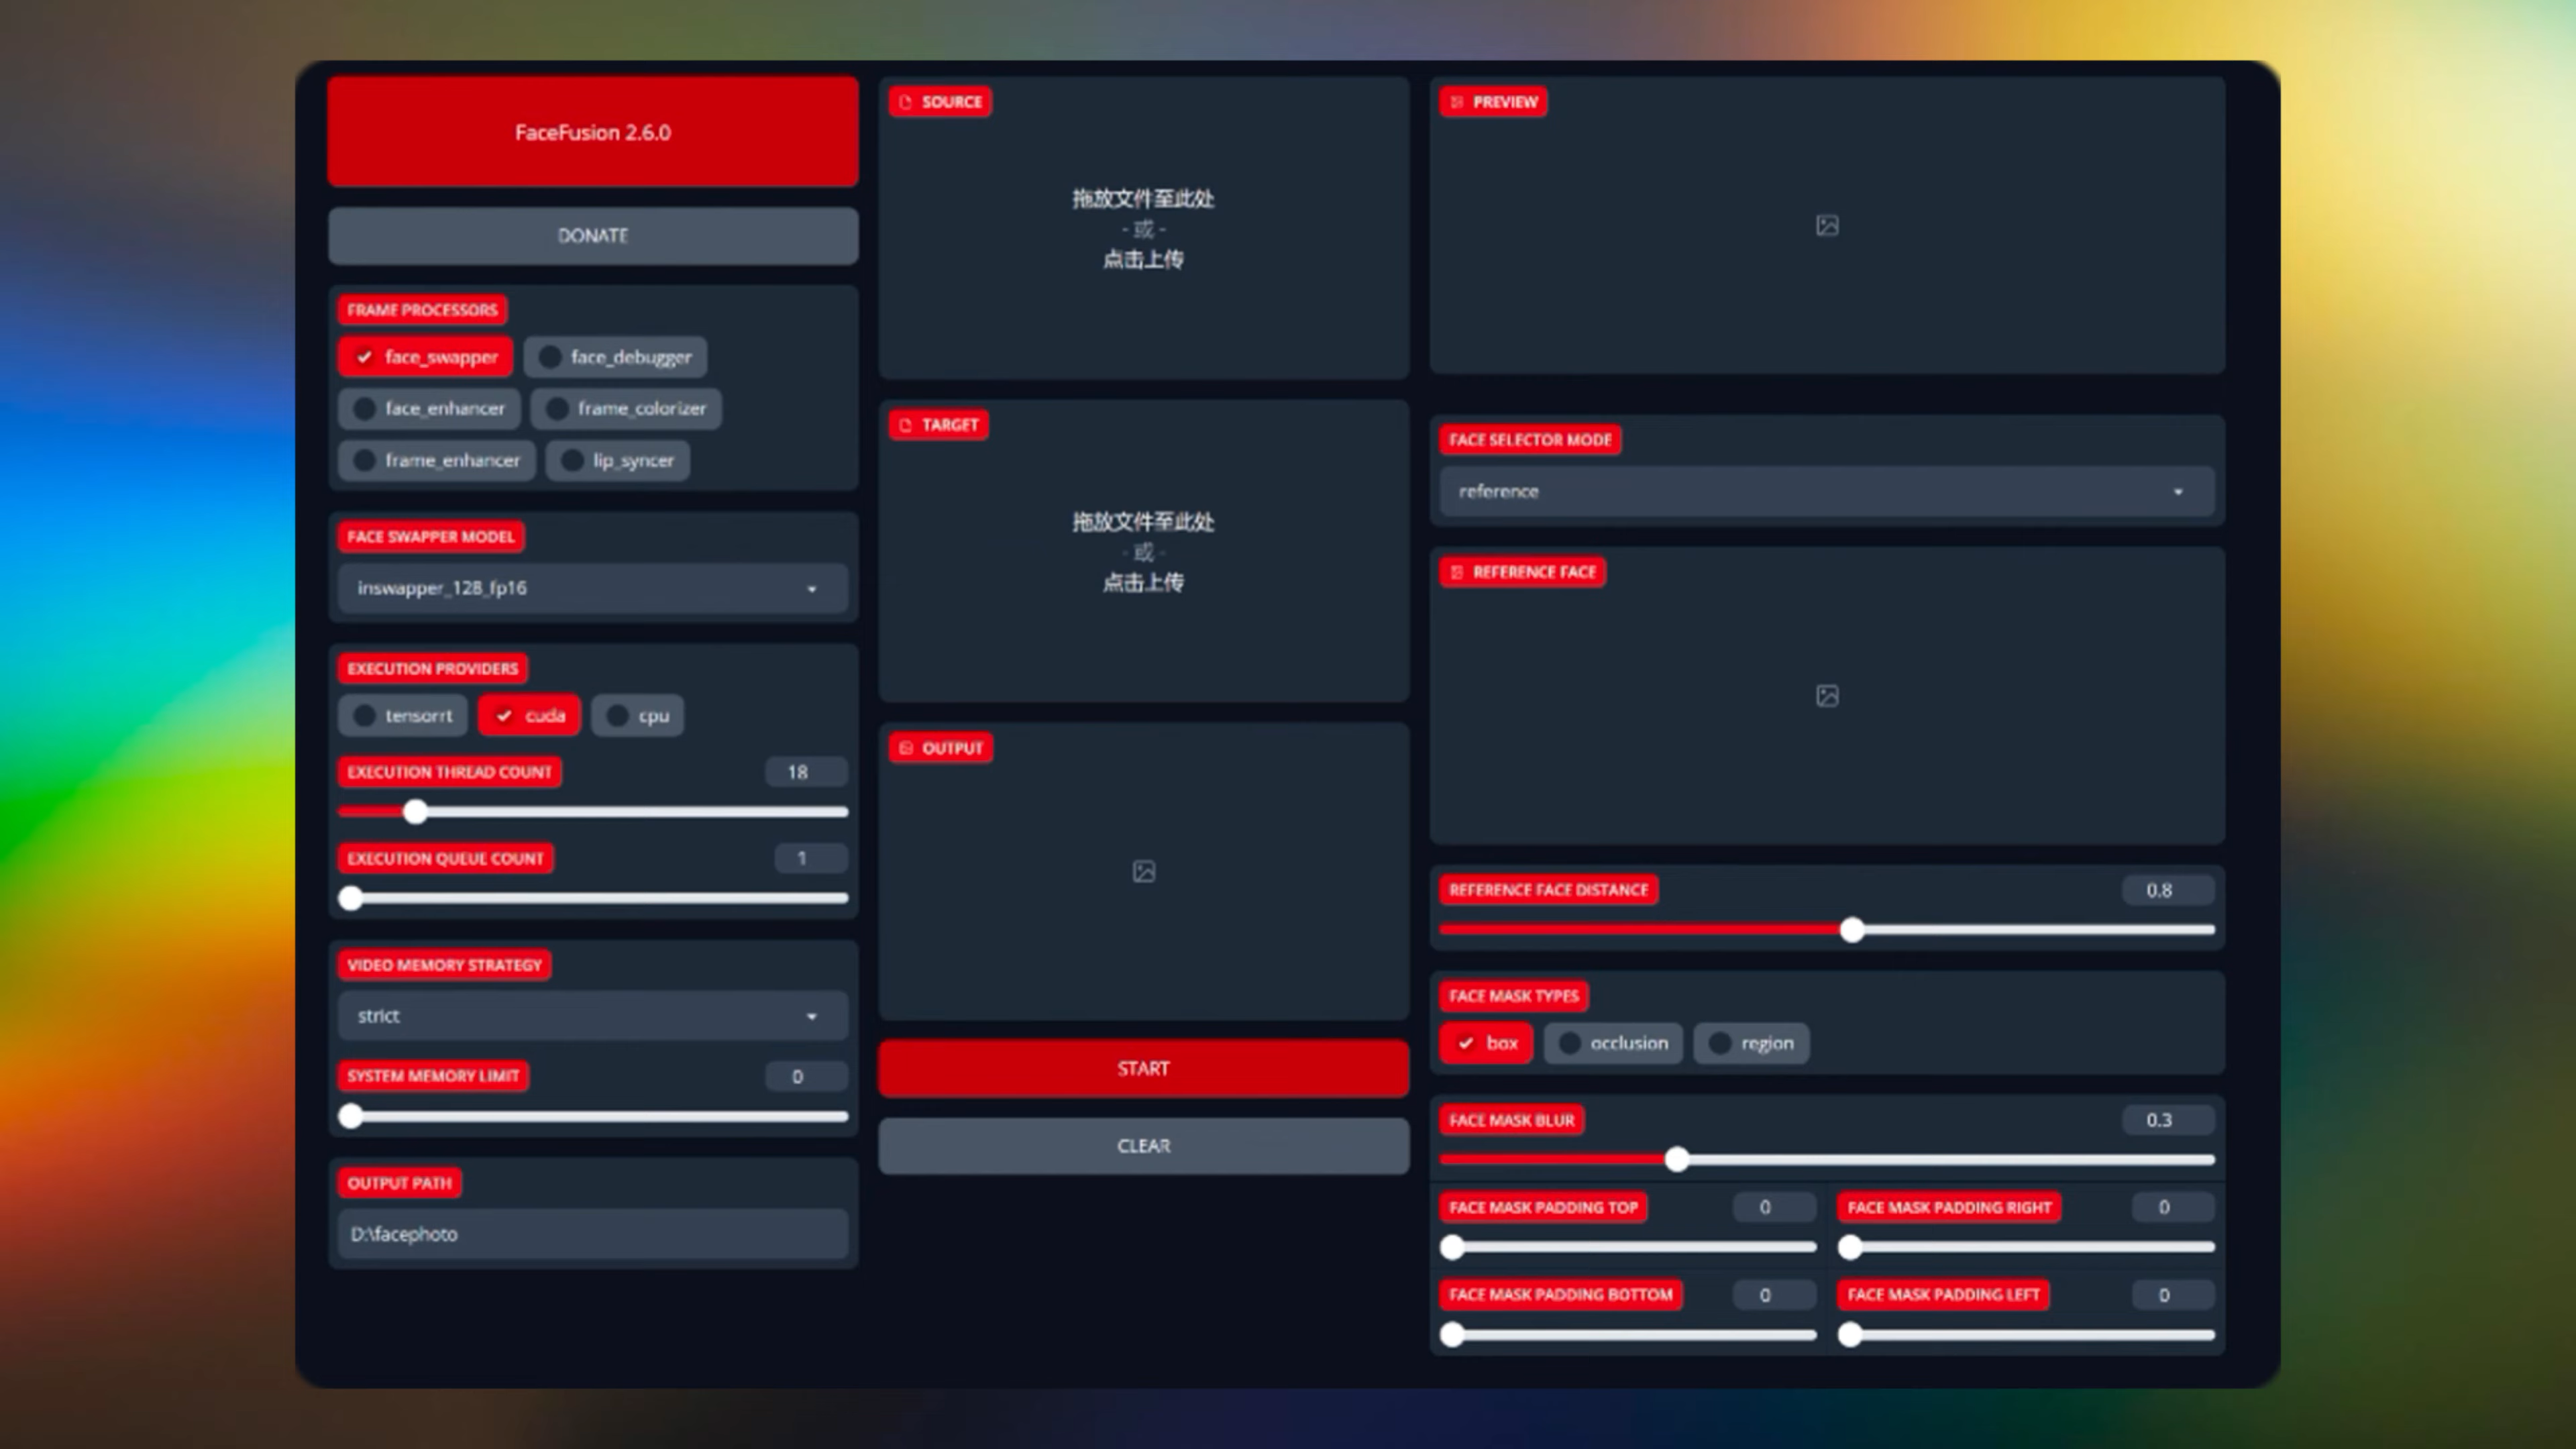 FaceFusion 2.6.0
DONATE
FRAME PROCESSORS
face_swapper
face_debugger
face_enhancer
frame_colorizer
frame_enhancer
lip_syncer
FACE SWAPPER MODEL
inswapper_128_fp16
EXECUTION PROVIDERS
tensorrt
cuda
cpu
EXECUTION THREAD COUNT
18
EXECUTION QUEUE COUNT
1
VIDEO MEMORY STRATEGY
strict
SYSTEM MEMORY LIMIT
0
OUTPUT PATH
D:\facephoto
SOURCE
拖放文件至此处
- 或 -
点击上传
TARGET
拖放文件至此处
- 或 -
点击上传
OUTPUT
START
CLEAR
PREVIEW
FACE SELECTOR MODE
reference
REFERENCE FACE
REFERENCE FACE DISTANCE
0.8
FACE MASK TYPES
box
occlusion
region
FACE MASK BLUR
0.3
FACE MASK PADDING TOP
0
FACE MASK PADDING RIGHT
0
FACE MASK PADDING BOTTOM
0
FACE MASK PADDING LEFT
0